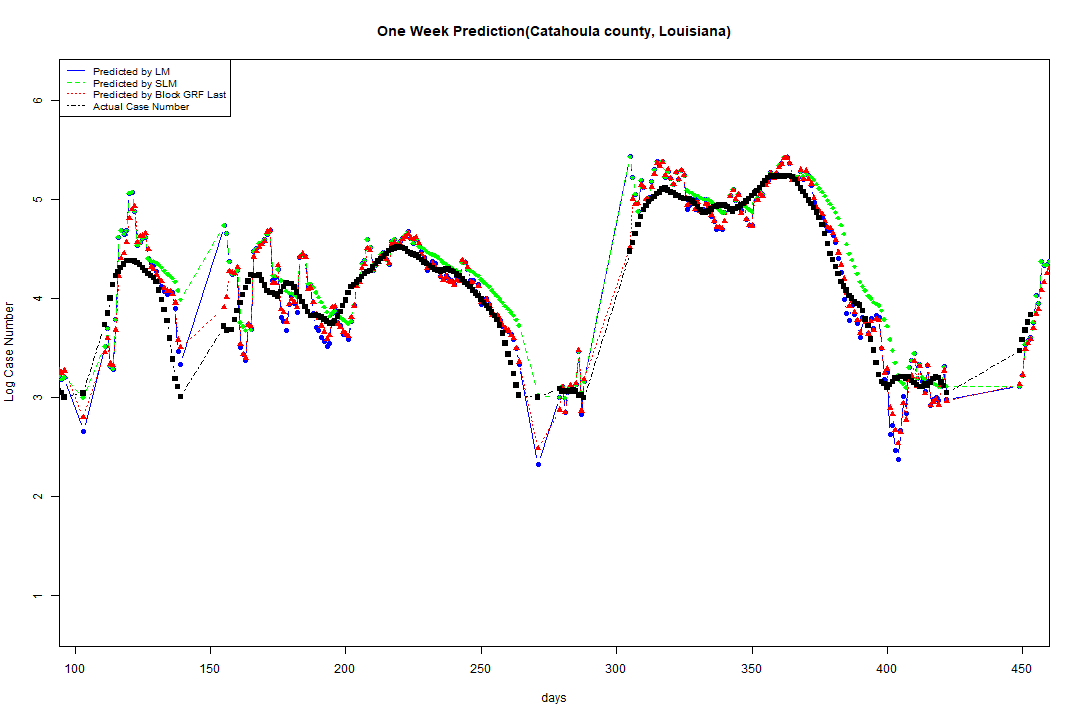 One Week Prediction(Catahoula county, Louisiana)
Predicted by LM
Predicted by SLM
Predicted by Block GRF Last
Actual Case Number
Log Case Number
6
5
4
3
2
1
100 150 200 250 300 350 400 450
days